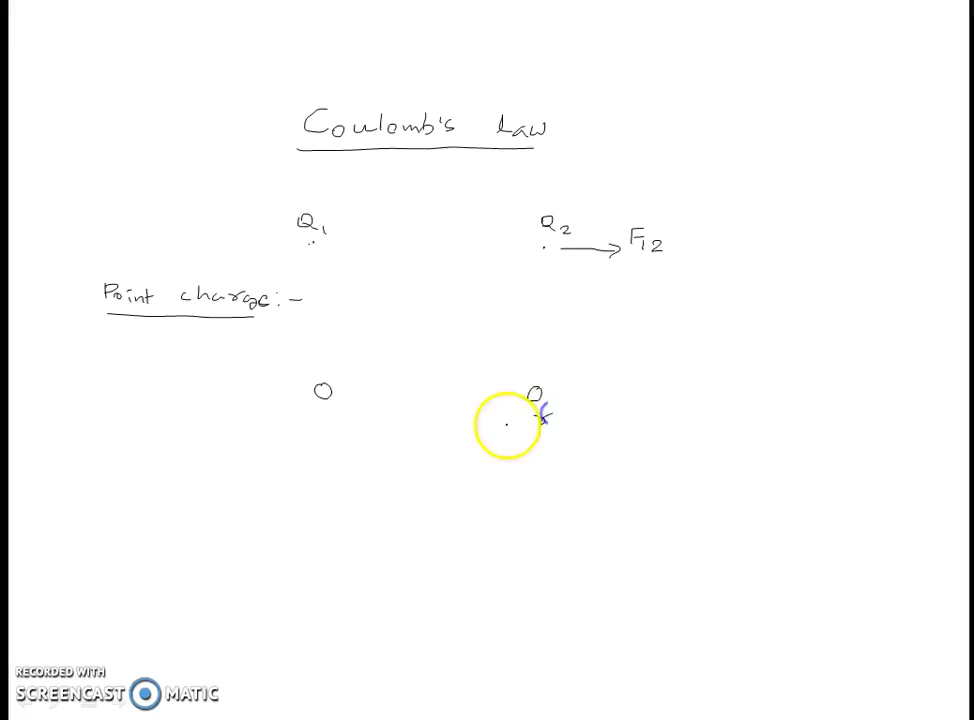 Coulomb's Law
Q1 Q2 F12
Point charge:-
RECORDED WITH
SCREENCAST MATIC